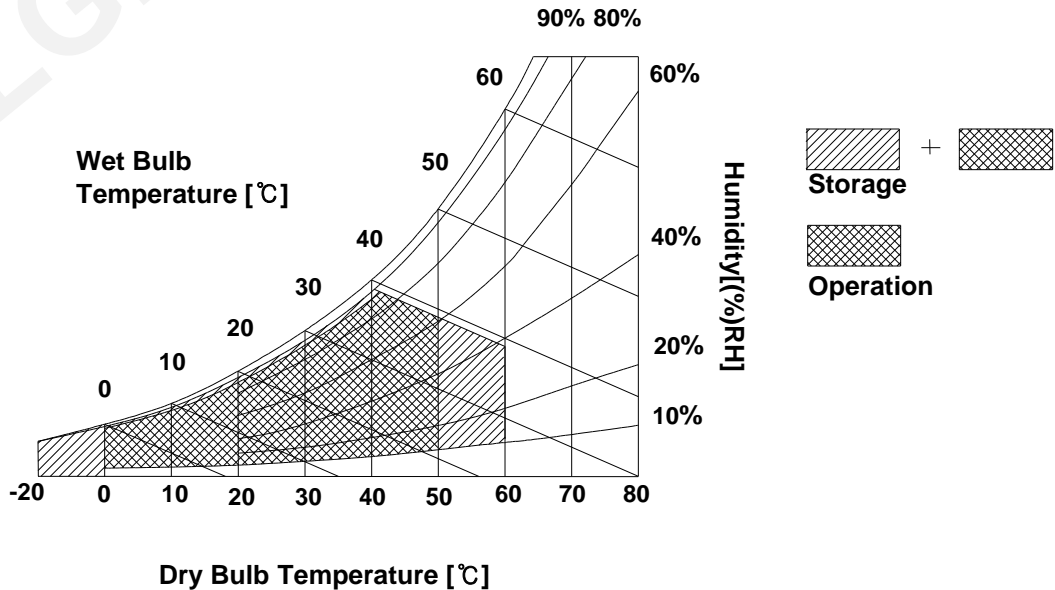 LG
90% 80%
60
60%
Wet Bulb
Temperature [℃]
50
40
30
20
10
0
Humidity[(%)RH]
40%
20%
10%
+
Storage
Operation
-20 0 10 20 30 40 50 60 70 80
Dry Bulb Temperature [℃]